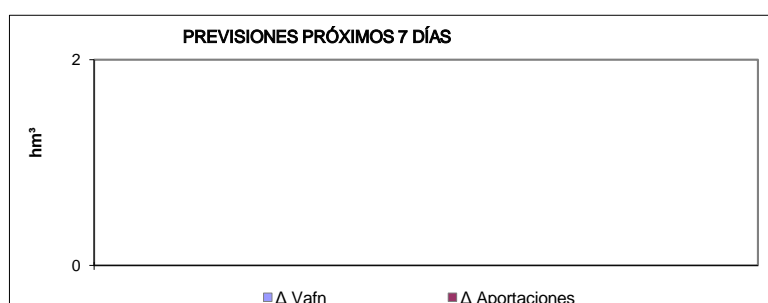 PREVISIONES PRÓXIMOS 7 DÍAS
2
hm³
0
Δ Vafn
Δ Aportaciones